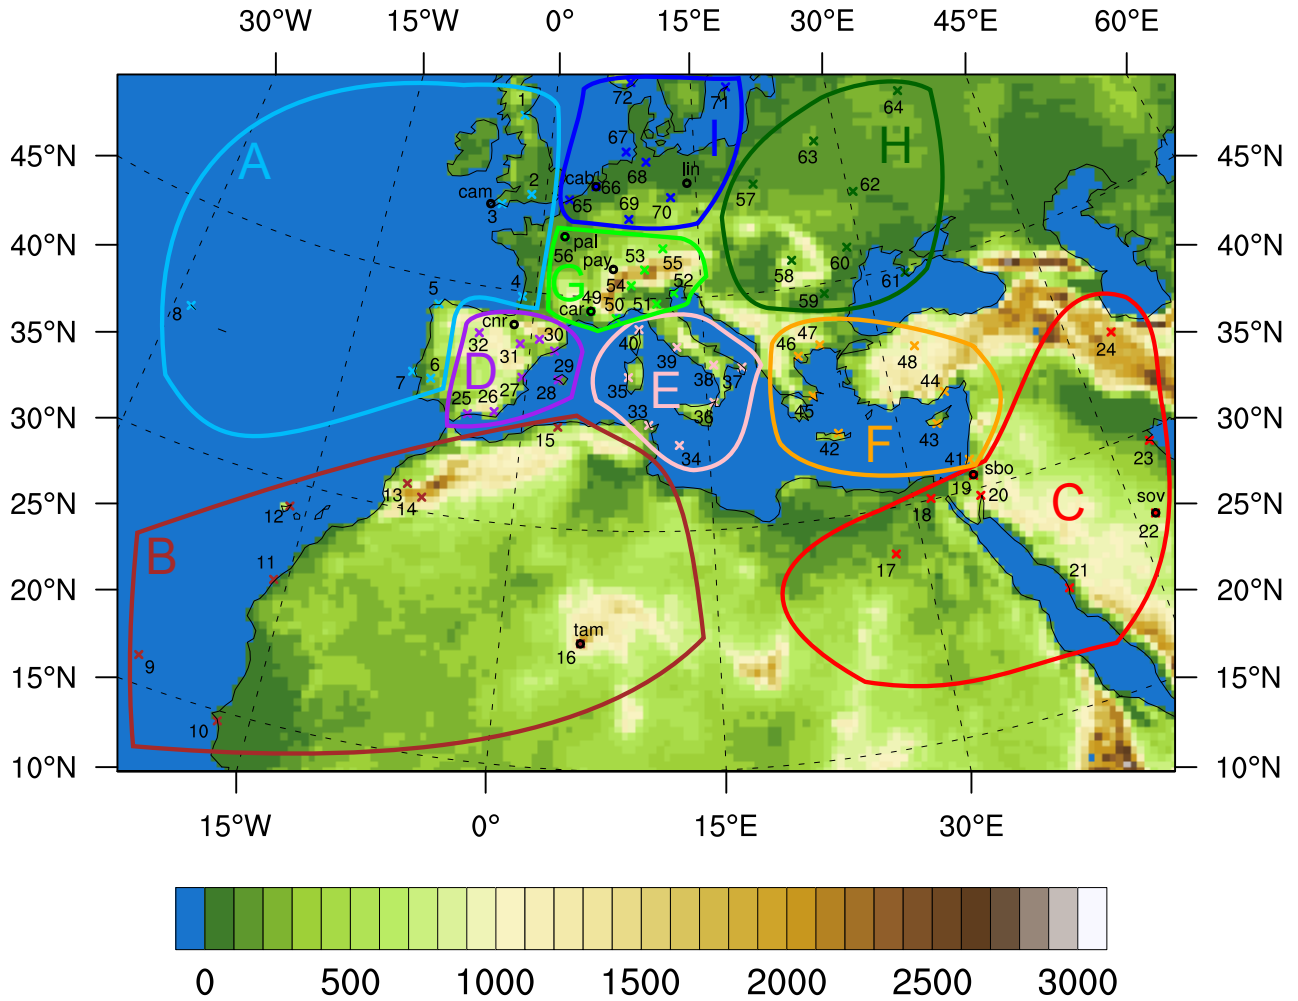 30°W 15°W 0° 15°E 30°E 45°E 60°E
72 71 64
1
67 I H 63
45°N A 45°N
68 lin
cab 66 57 62
cam 2
3 65 69 70
40°N pal 40°N
56 53 55 60
pay 58
G 54 52 61
4 49 50 51 59
5
8 car
cnr 30 40 47
35°N 32 31 46 48 24 35°N
39
6 D 29 38 37
7 27 28 35 E 44
25 26 36 45
30°N 33 43 30°N
15 42 F 23
34 41 sbo
13 19 20 sov
25°N 14 C 25°N
12 18 22
B
11 17 21
20°N 20°N
tam
9 16
15°N 15°N
10
10°N 10°N
15°W 0° 15°E 30°E
0 500 1000 1500 2000 2500 3000